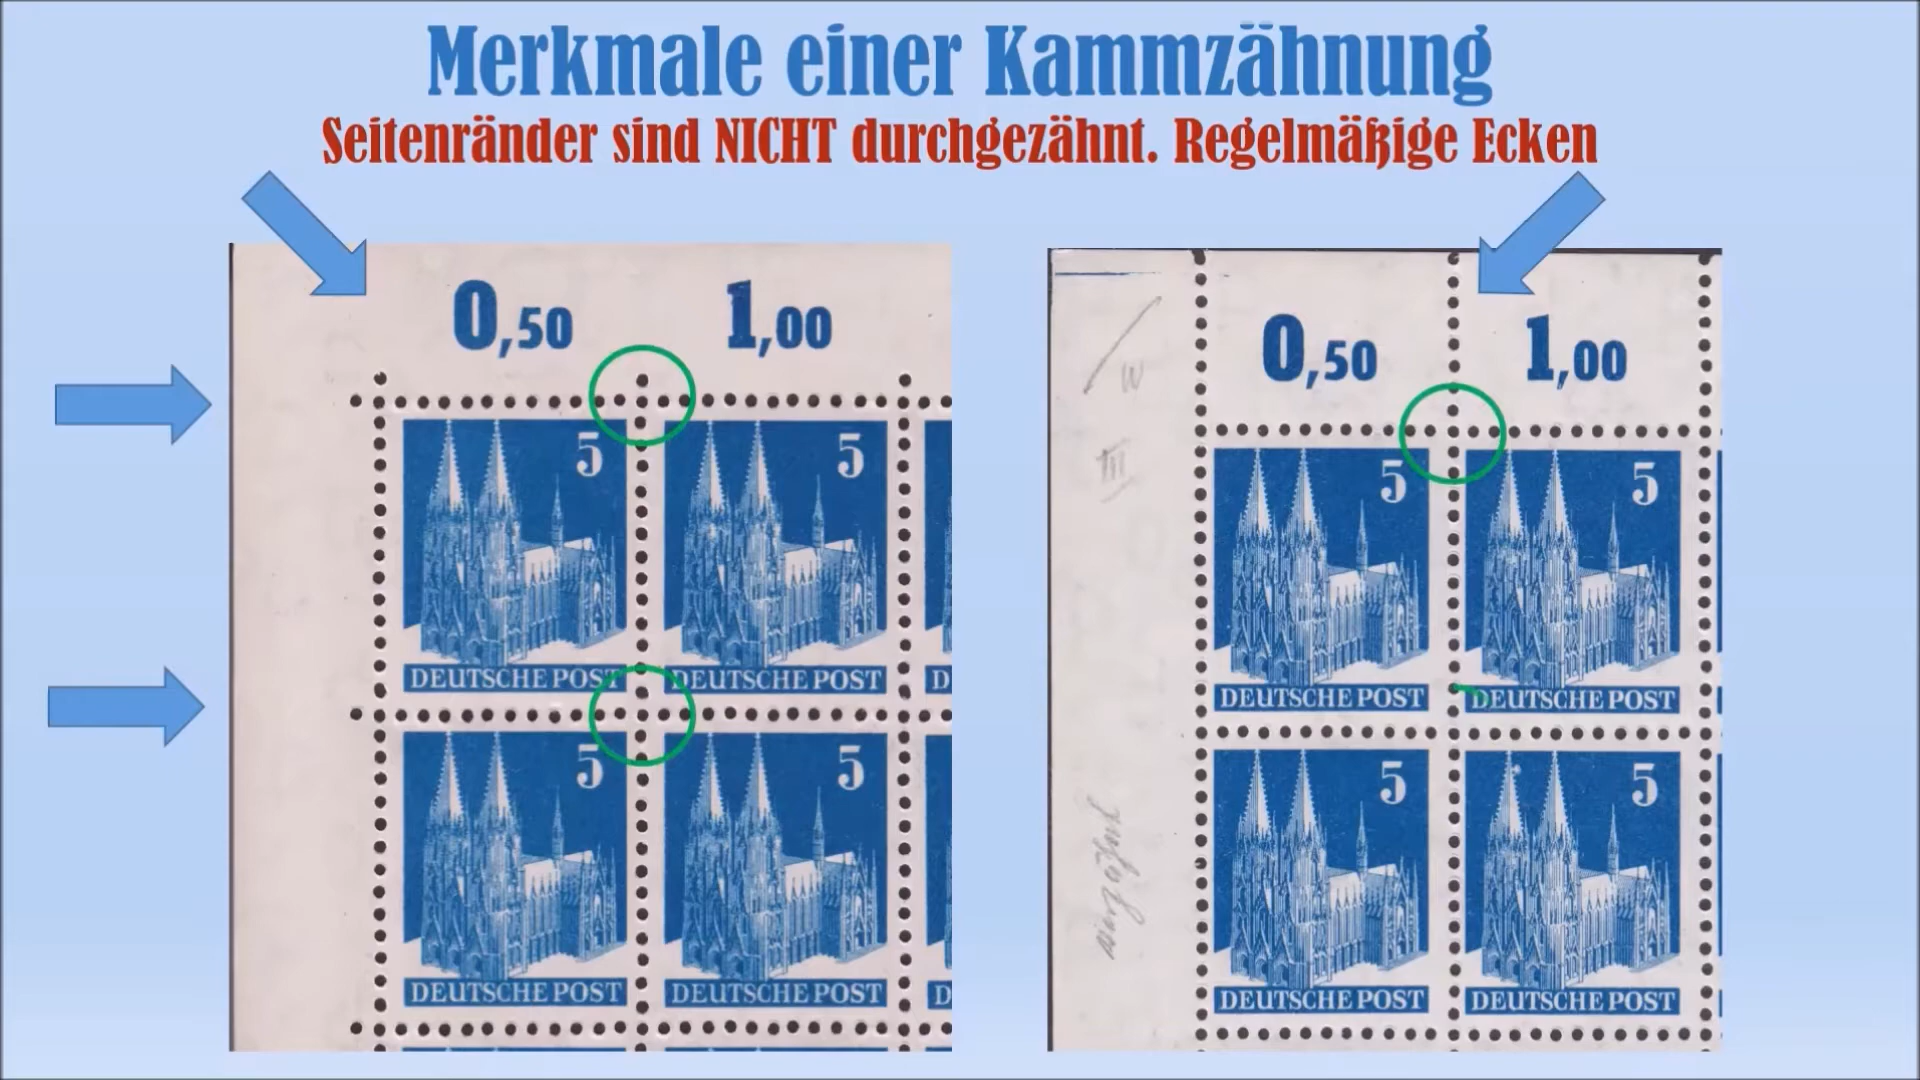 Merkmale einer Kammzähnung
Seitenränder sind NICHT durchgezähnt. Regelmäßige Ecken
0,50 1,00
5 5
DEUTSCHE POST DEUTSCHE POST D
5 5
DEUTSCHE POST DEUTSCHE POST D
0,50 1,00
III
5 5
DEUTSCHE POST DEUTSCHE POST
5 5
DEUTSCHE POST DEUTSCHE POST